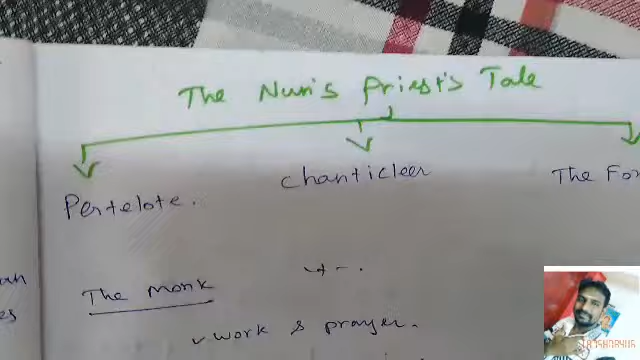 The Nun's Priest's Tale
Pertelote.
Chanticleer
The Fox
The Monk
✓ work & prayer.